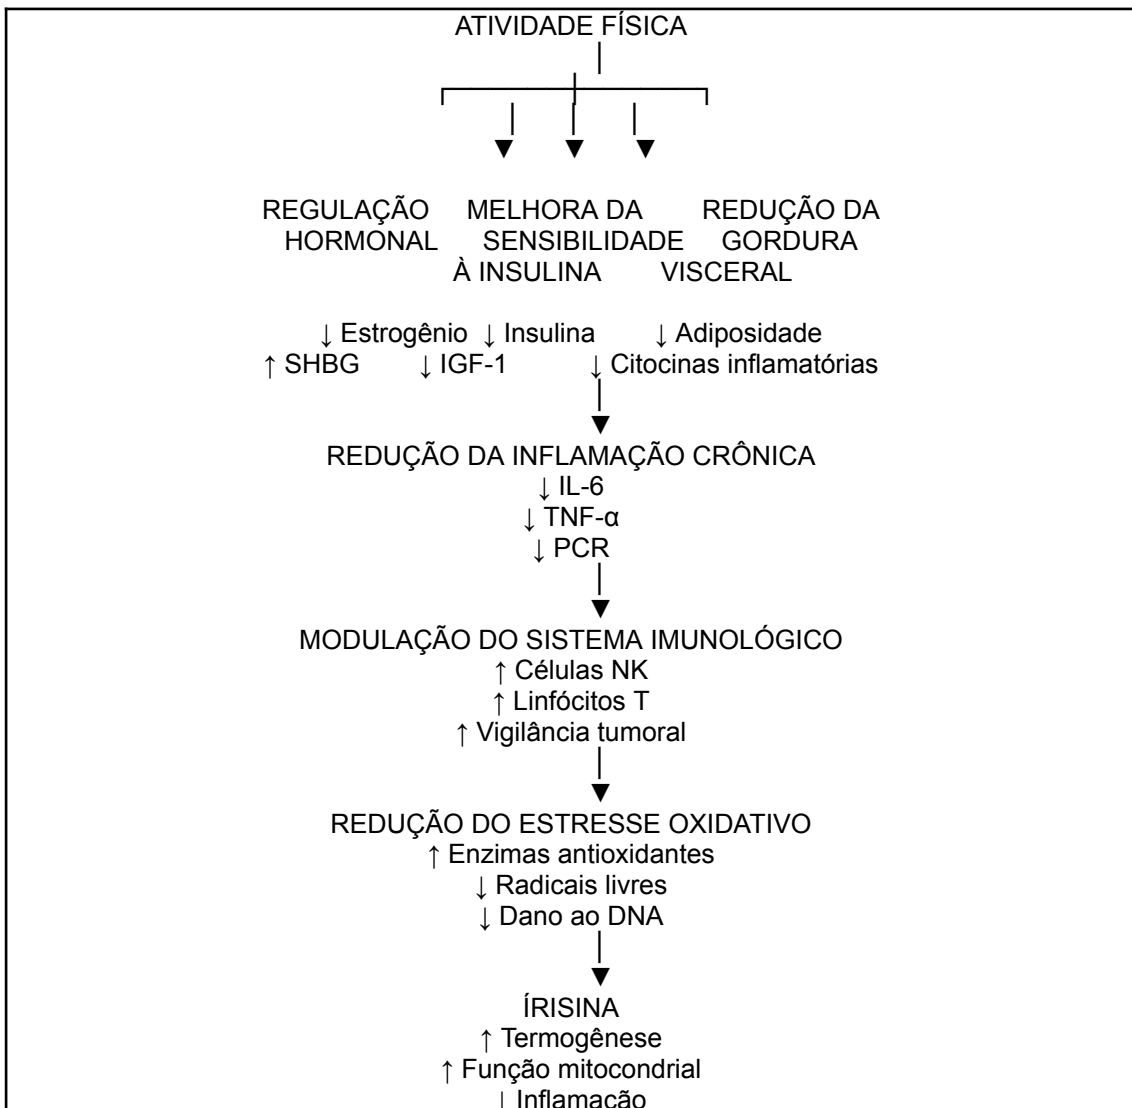 ATIVIDADE FÍSICA
REGULAÇÃO MELHORA DA REDUÇÃO DA
HORMONAL SENSIBILIDADE GORDURA
À INSULINA VISCERAL
↓ Estrogênio ↓ Insulina ↓ Adiposidade
↑ SHBG ↓ IGF-1 ↓ Citocinas inflamatórias
REDUÇÃO DA INFLAMAÇÃO CRÔNICA
↓ IL-6
↓ TNF-α
↓ PCR
MODULAÇÃO DO SISTEMA IMUNOLÓGICO
↑ Células NK
↑ Linfócitos T
↑ Vigilância tumoral
REDUÇÃO DO ESTRESSE OXIDATIVO
↑ Enzimas antioxidantes
↓ Radicais livres
↓ Dano ao DNA
ÍRISINA
↑ Termogênese
↑ Função mitocondrial
↓ Inflamação